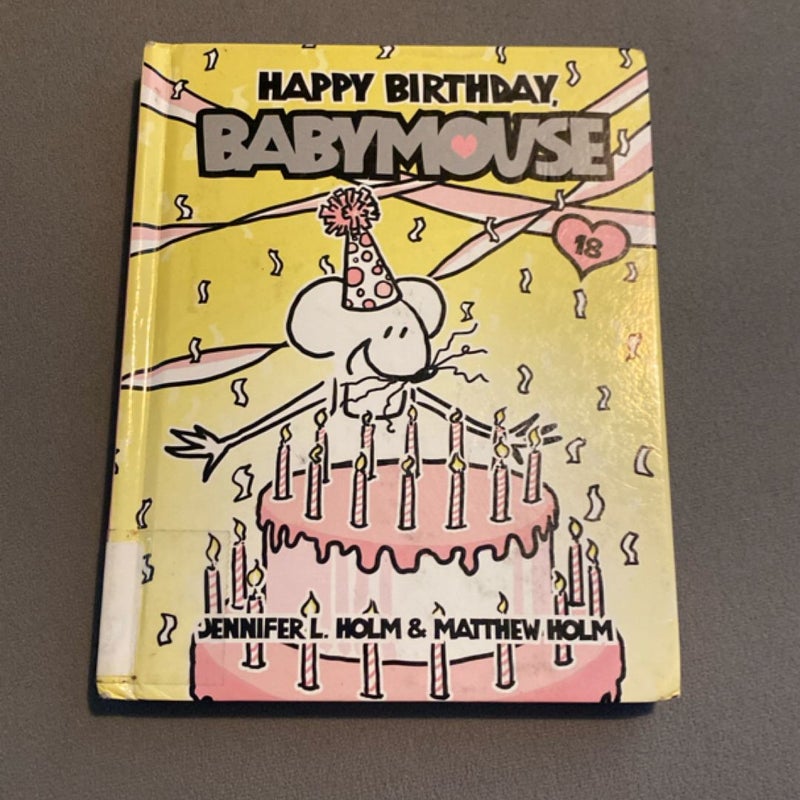 HAPPY BIRTHDAY,
BABYMOUSE
18
JENNIFER L. HOLM & MATTHEW HOLM